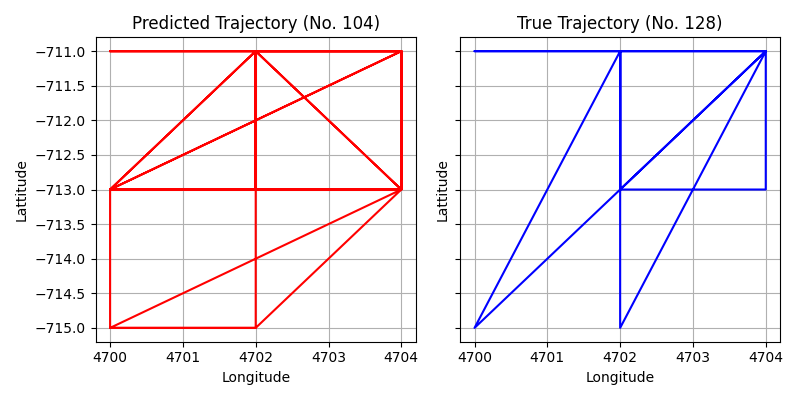 Predicted Trajectory (No. 104)
−711.0
−711.5
−712.0
−712.5
−713.0
−713.5
−714.0
−714.5
−715.0
Lattitude
4700 4701 4702 4703 4704
Longitude
True Trajectory (No. 128)
Lattitude
4700 4701 4702 4703 4704
Longitude